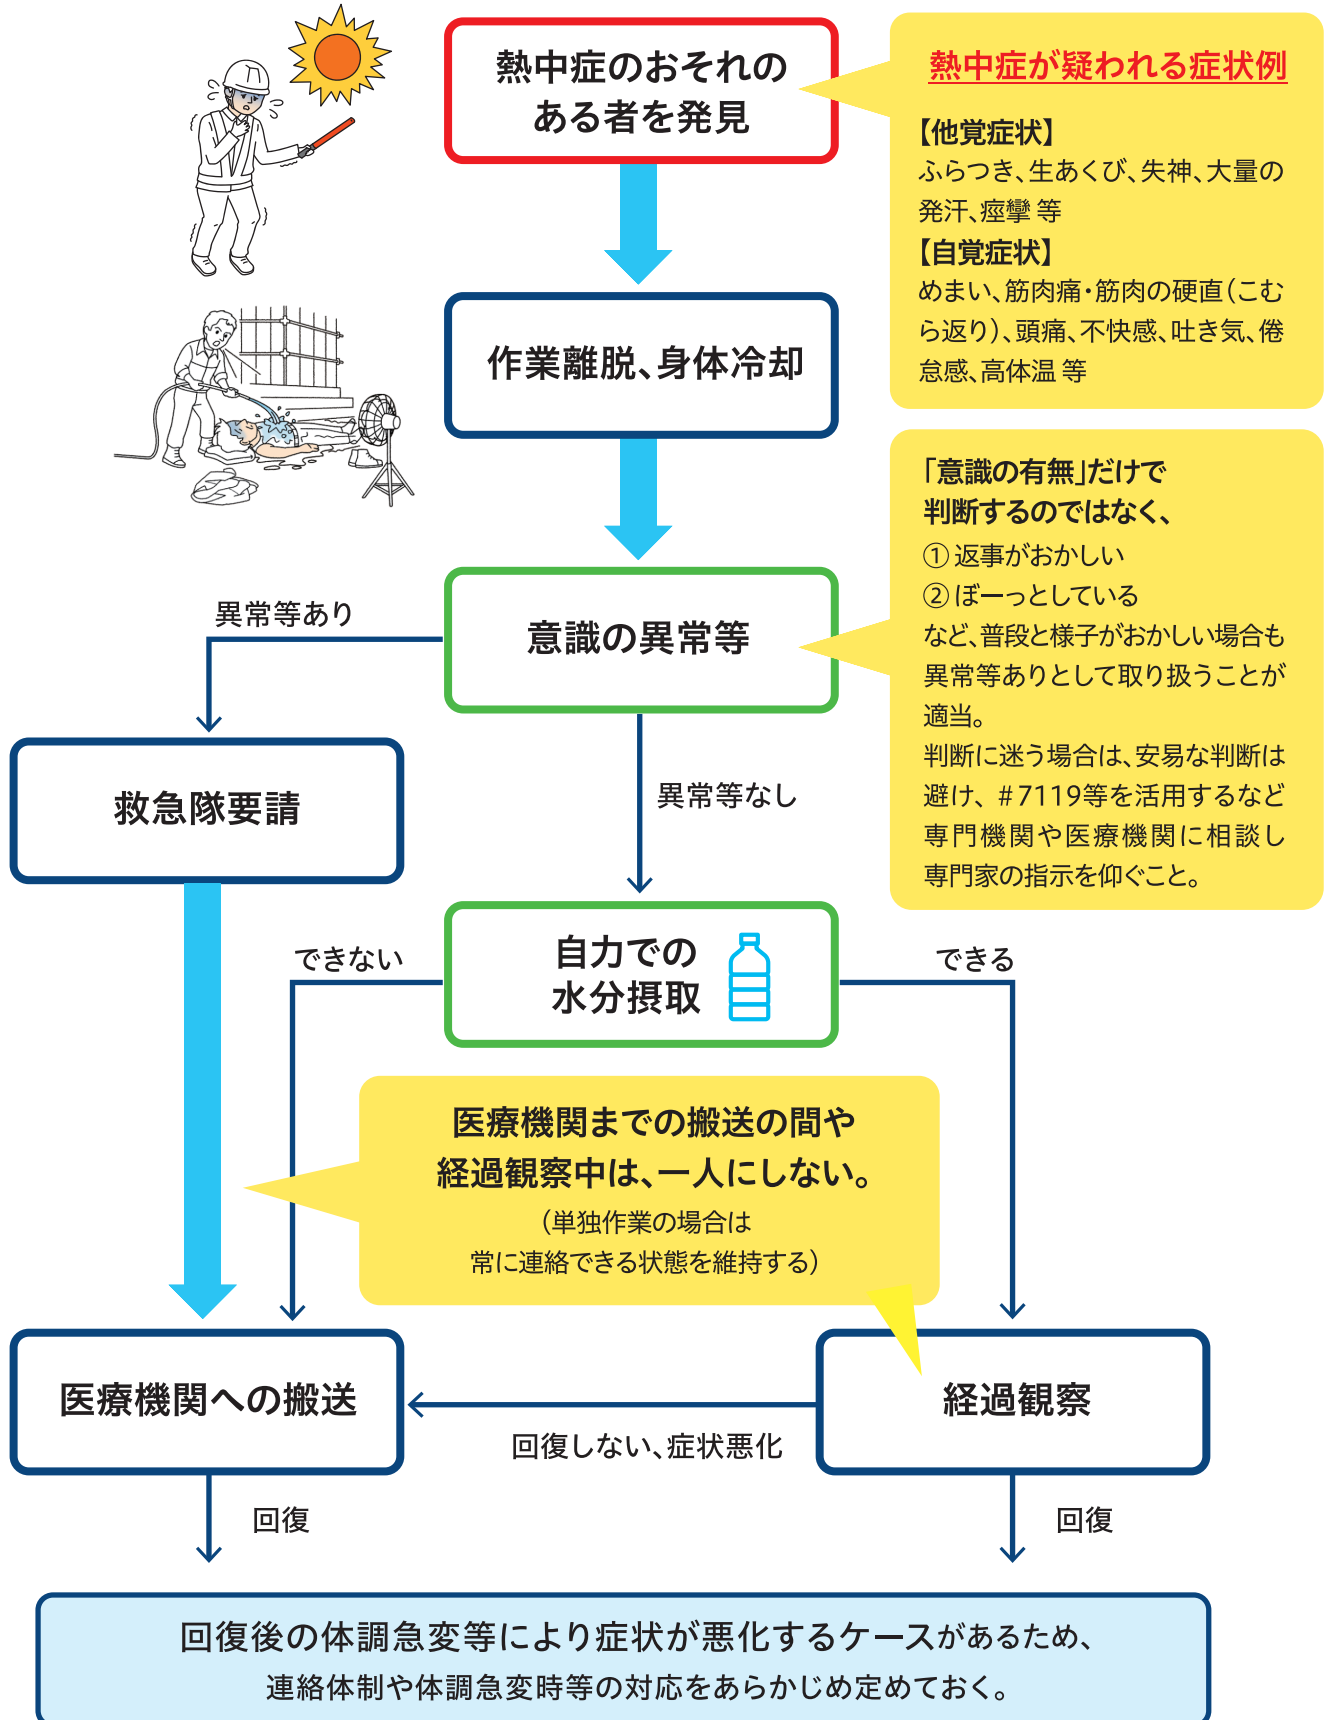 熱中症のおそれの
ある者を発見
熱中症が疑われる症状例
【他覚症状】
ふらつき、生あくび、失神、大量の
発汗、痙攣 等
【自覚症状】
めまい、筋肉痛・筋肉の硬直（こむ
ら返り）、頭痛、不快感、吐き気、倦
怠感、高体温 等
作業離脱、身体冷却
「意識の有無」だけで
判断するのではなく、
① 返事がおかしい
② ぼーっとしている
など、普段と様子がおかしい場合も
異常等ありとして取り扱うことが
適当。
判断に迷う場合は、安易な判断は
避け、＃7119等を活用するなど
専門機関や医療機関に相談し
専門家の指示を仰ぐこと。
意識の異常等
異常等あり
異常等なし
救急隊要請
自力での
水分摂取
できない
できる
医療機関までの搬送の間や
経過観察中は、一人にしない。
（単独作業の場合は
常に連絡できる状態を維持する）
医療機関への搬送
経過観察
回復しない、症状悪化
回復
回復
回復後の体調急変等により症状が悪化するケースがあるため、
連絡体制や体調急変時等の対応をあらかじめ定めておく。